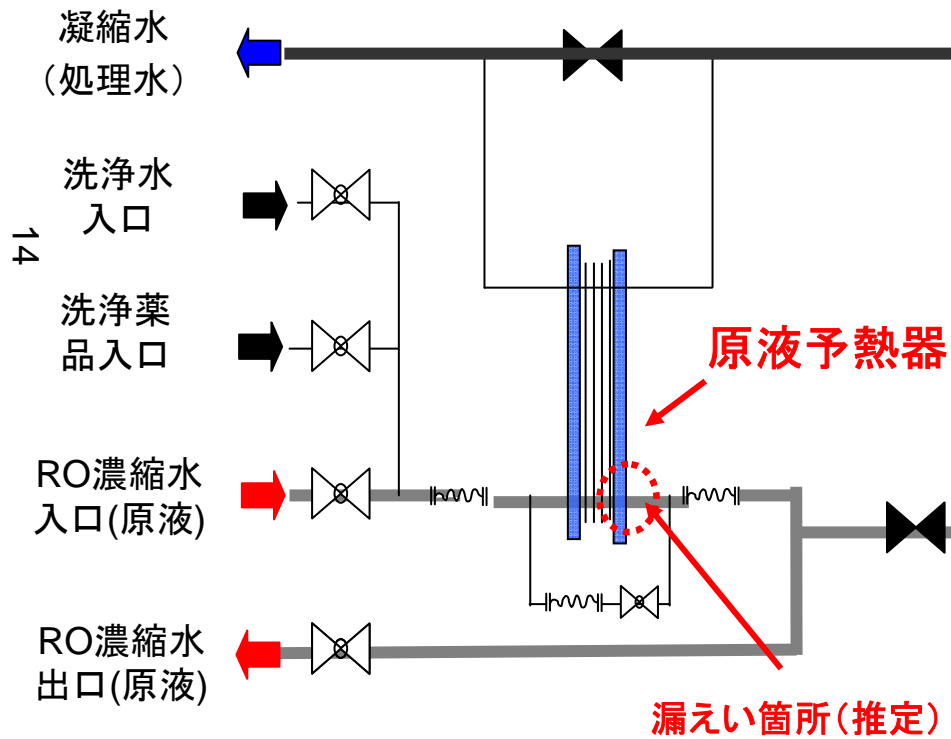 凝縮水
（処理水）
洗浄水
入口
14
洗浄薬
品入口
原液予熱器
RO濃縮水
入口(原液)
RO濃縮水
出口(原液)
漏えい箇所（推定）